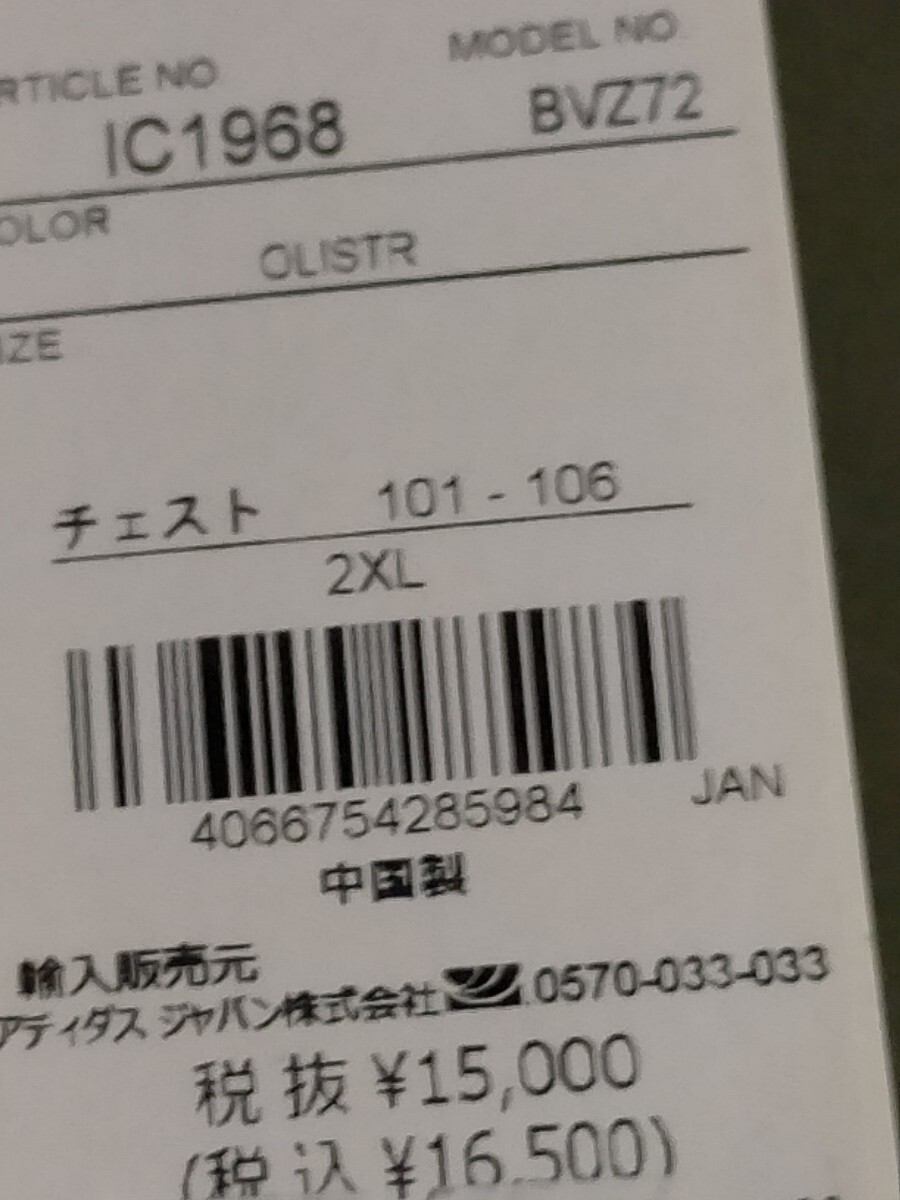 RTICLE NO MODEL NO
IC1968 BVZ72
OLOR
OLISTR
IZE
チェスト 101 - 106
2XL
4066754285984 JAN
中国製
輸入販売元
アディダス ジャパン株式会社 0570-033-033
税抜 ¥15,000
(税込 ¥16,500)